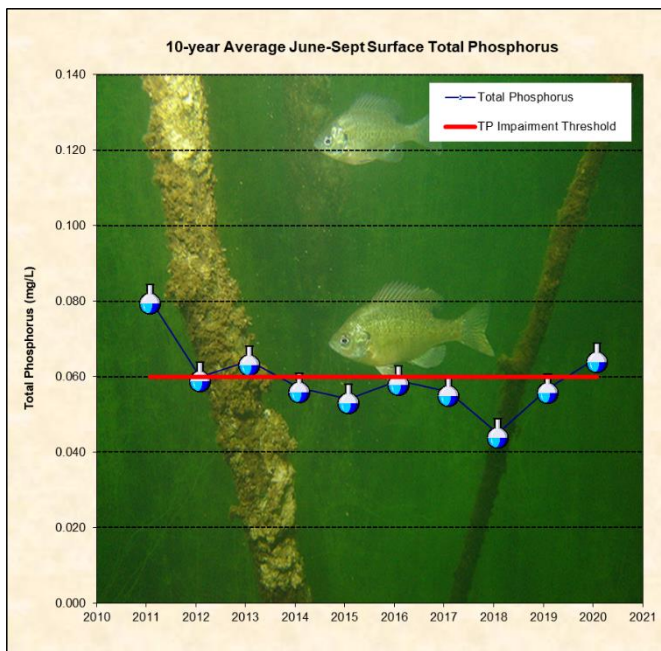 10-year Average June-Sept Surface Total Phosphorus
Total Phosphorus
TP Impairment Threshold
Total Phosphorus (mg/L)
0.140
0.120
0.100
0.080
0.060
0.040
0.020
0.000
2010 2011 2012 2013 2014 2015 2016 2017 2018 2019 2020 2021